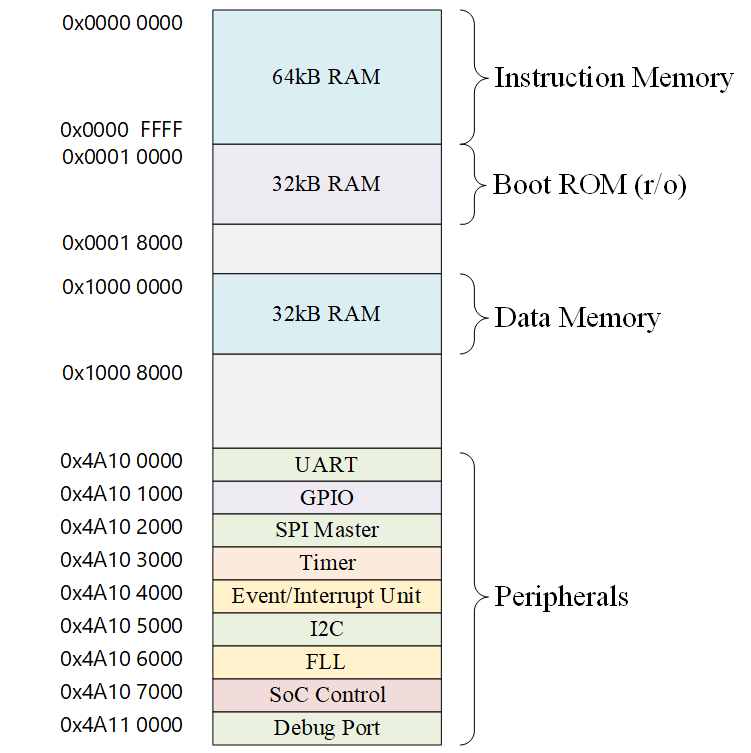 0x0000 0000
64kB RAM
Instruction Memory
0x0000 FFFF
0x0001 0000
32kB RAM
Boot ROM (r/o)
0x0001 8000
0x1000 0000
32kB RAM
Data Memory
0x1000 8000
0x4A10 0000
UART
0x4A10 1000
GPIO
0x4A10 2000
SPI Master
0x4A10 3000
Timer
0x4A10 4000
Event/Interrupt Unit
Peripherals
0x4A10 5000
I2C
0x4A10 6000
FLL
0x4A10 7000
SoC Control
0x4A11 0000
Debug Port